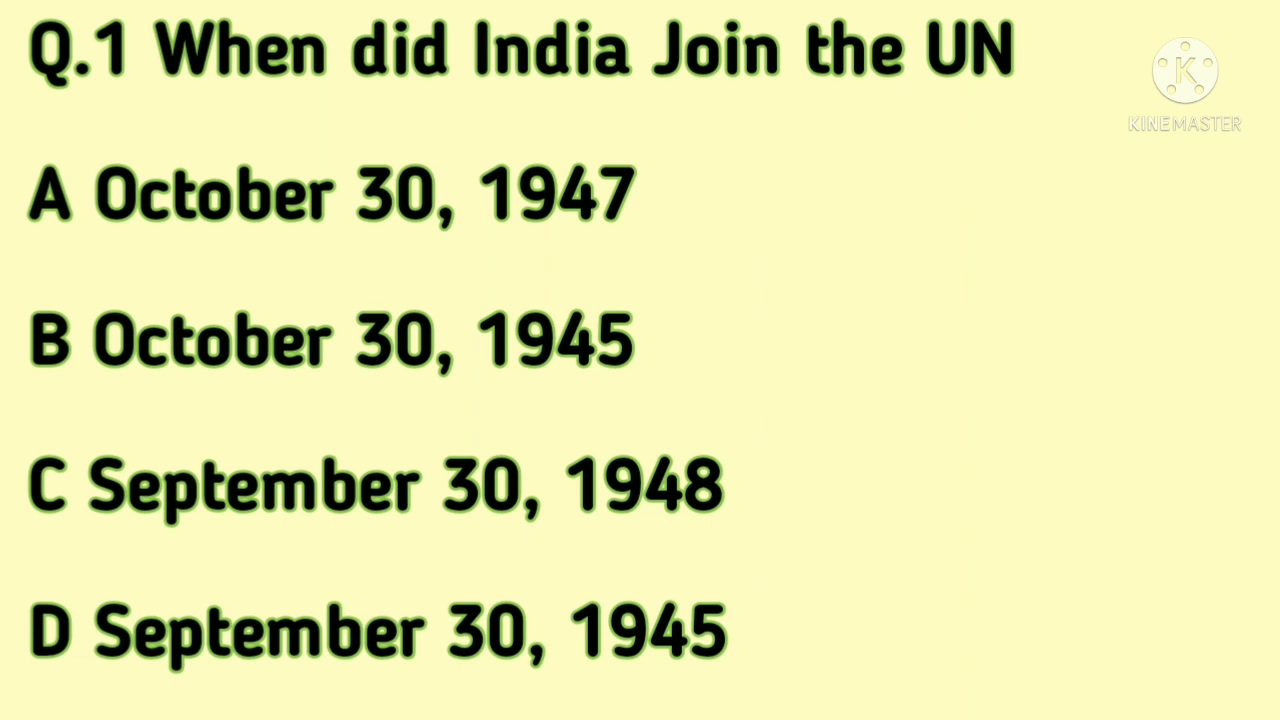 Q.1 When did India Join the UN
K
KINEMASTER
A October 30, 1947
B October 30, 1945
C September 30, 1948
D September 30, 1945